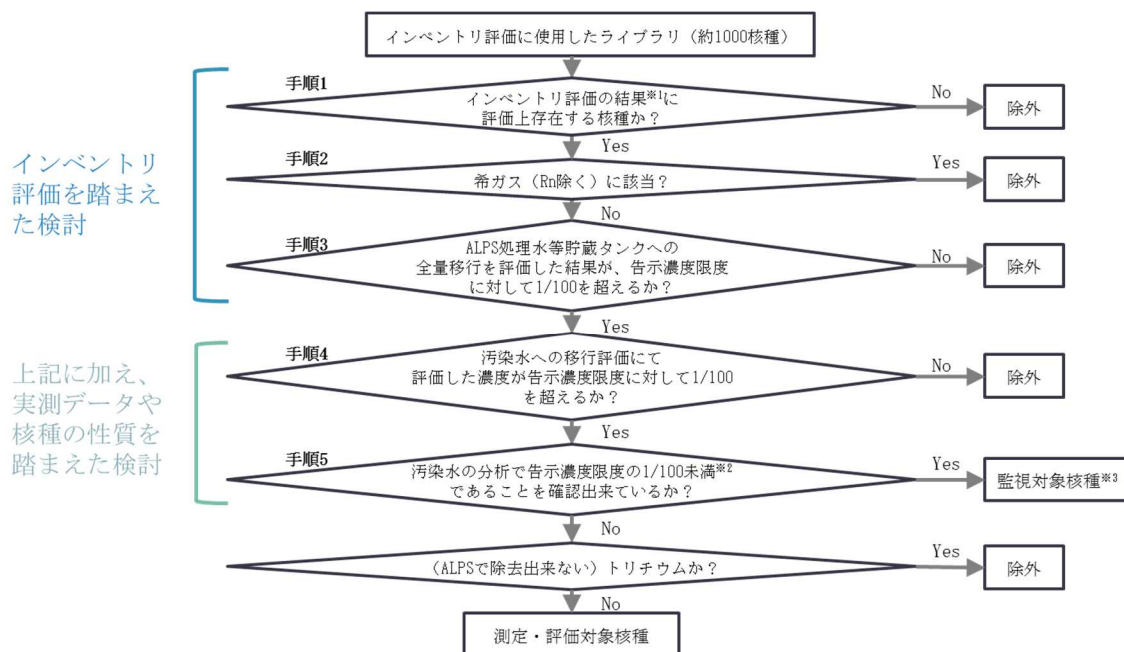 インベントリ評価に使用したライブラリ（約1000核種）
手順1
インベントリ評価の結果※1に
評価上存在する核種か？
No
除外
Yes
インベントリ
評価を踏まえ
た検討
手順2
希ガス（Rn除く）に該当？
Yes
除外
No
手順3
ALPS処理水等貯蔵タンクへの
全量移行を評価した結果が、告示濃度限度
に対して1/100を超えるか？
No
除外
Yes
上記に加え、
実測データや
核種の性質を
踏まえた検討
手順4
汚染水への移行評価にて
評価した濃度が告示濃度限度に対して1/100
を超えるか？
No
除外
Yes
手順5
汚染水の分析で告示濃度限度の1/100未満※2
であることを確認出来ているか？
Yes
監視対象核種※3
No
（ALPSで除去出来ない）トリチウムか？
Yes
除外
No
測定・評価対象核種